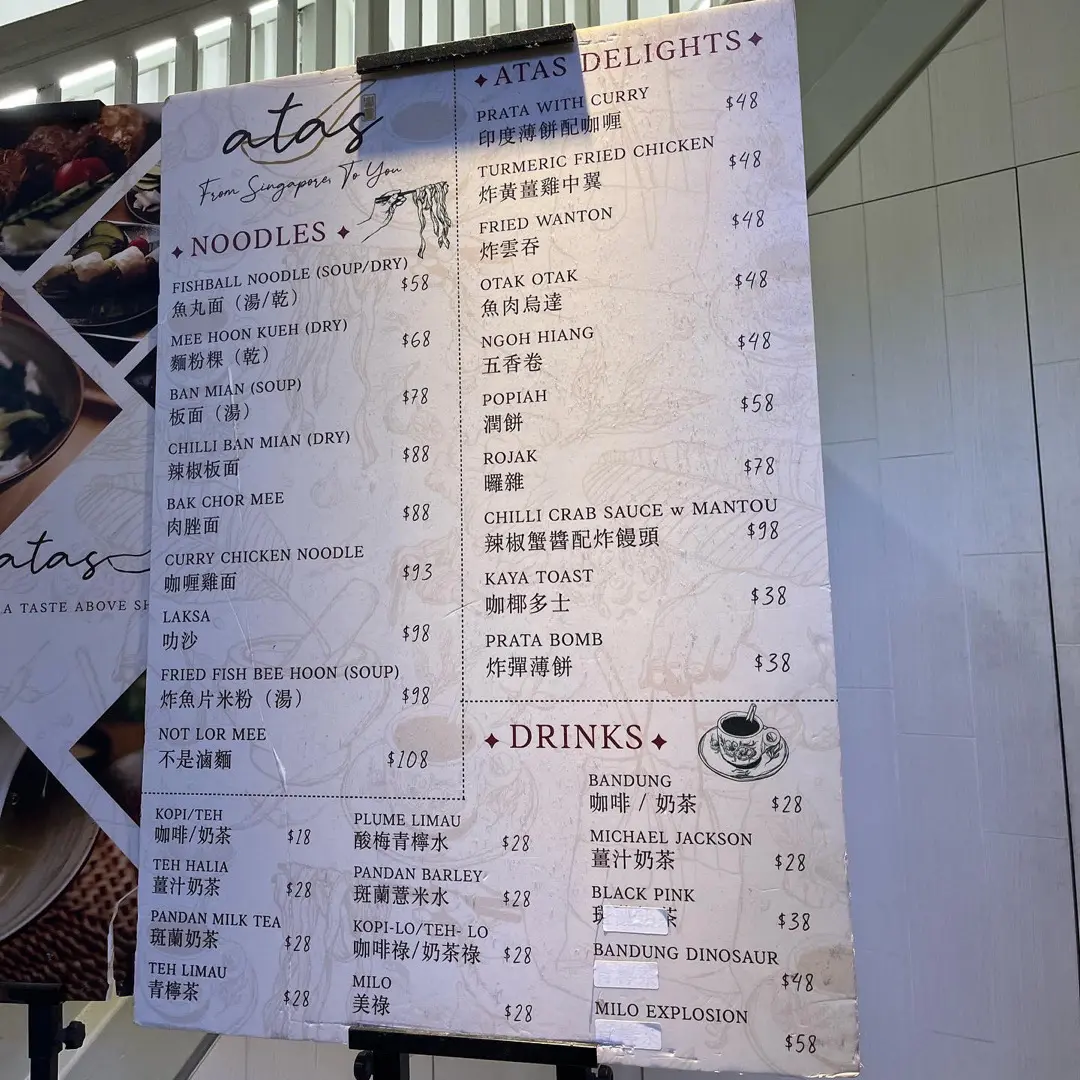 atas
From Singapore, To You
NOODLES
FISHBALL NOODLE (SOUP/DRY)
魚丸面（湯/乾）
$58
MEE HOON KUEH (DRY)
麵粉粿（乾）
$68
BAN MIAN (SOUP)
板面（湯）
$78
CHILLI BAN MIAN (DRY)
辣椒板面
$88
BAK CHOR MEE
肉脞面
$88
CURRY CHICKEN NOODLE
咖喱雞面
$93
LAKSA
叻沙
$98
FRIED FISH BEE HOON (SOUP)
炸魚片米粉（湯）
$98
NOT LOR MEE
不是滷麵
$108
ATAS DELIGHTS
PRATA WITH CURRY
印度薄餅配咖喱
$48
TURMERIC FRIED CHICKEN
炸黃薑雞中翼
$48
FRIED WANTON
炸雲吞
$48
OTAK OTAK
魚肉烏達
$48
NGOH HIANG
五香卷
$48
POPIAH
潤餅
$58
ROJAK
囉雜
$78
CHILLI CRAB SAUCE w MANTOU
辣椒蟹醬配炸饅頭
$98
KAYA TOAST
咖椰多士
$38
PRATA BOMB
炸彈薄餅
$38
DRINKS
KOPI/TEH
咖啡/奶茶
$18
TEH HALIA
薑汁奶茶
$28
PANDAN MILK TEA
斑蘭奶茶
$28
TEH LIMAU
青檸茶
$28
PLUME LIMAU
酸梅青檸水
$28
PANDAN BARLEY
斑蘭薏米水
$28
KOPI-LO/TEH- LO
咖啡祿/奶茶祿
$28
MILO
美祿
$28
BANDUNG
咖啡 / 奶茶
$28
MICHAEL JACKSON
薑汁奶茶
$28
BLACK PINK
$38
BANDUNG DINOSAUR
$48
MILO EXPLOSION
$58
atas
A TASTE ABOVE